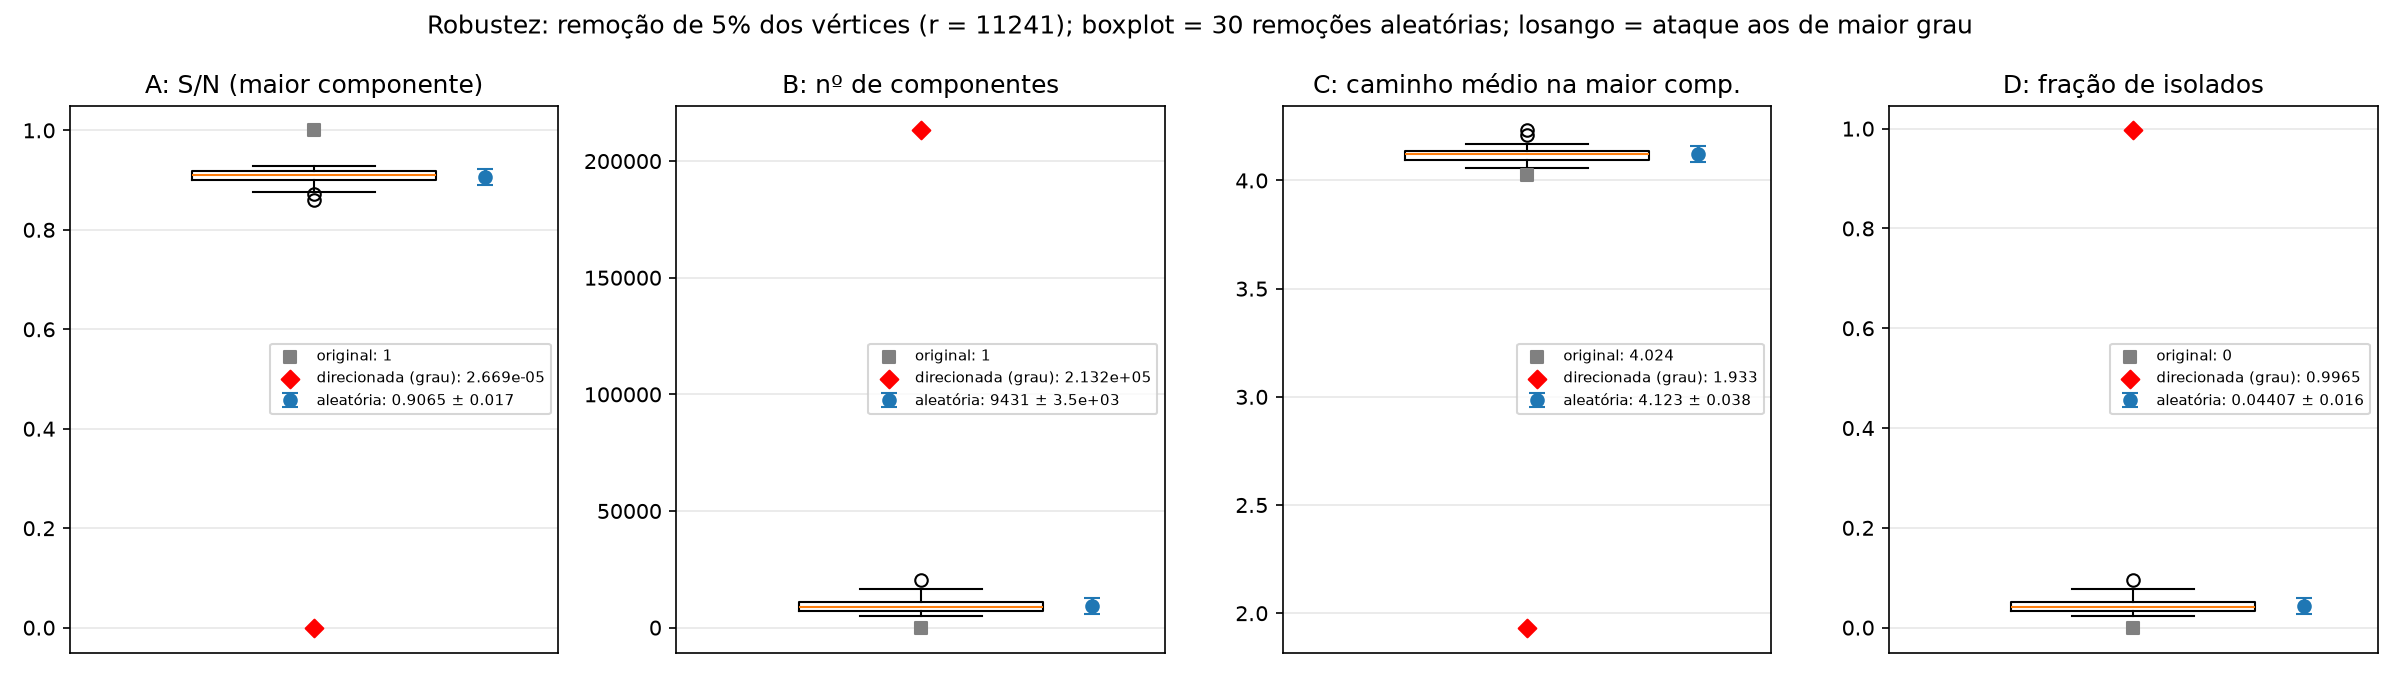 Robustez: remoção de 5% dos vértices (r = 11241); boxplot = 30 remoções aleatórias; losango = ataque aos de maior grau
A: S/N (maior componente)
1.0
0.8
0.6
0.4
0.2
0.0
original: 1
direcionada (grau): 2.669e-05
aleatória: 0.9065 ± 0.017
B: nº de componentes
200000
150000
100000
50000
0
original: 1
direcionada (grau): 2.132e+05
aleatória: 9431 ± 3.5e+03
C: caminho médio na maior comp.
4.0
3.5
3.0
2.5
2.0
original: 4.024
direcionada (grau): 1.933
aleatória: 4.123 ± 0.038
D: fração de isolados
1.0
0.8
0.6
0.4
0.2
0.0
original: 0
direcionada (grau): 0.9965
aleatória: 0.04407 ± 0.016